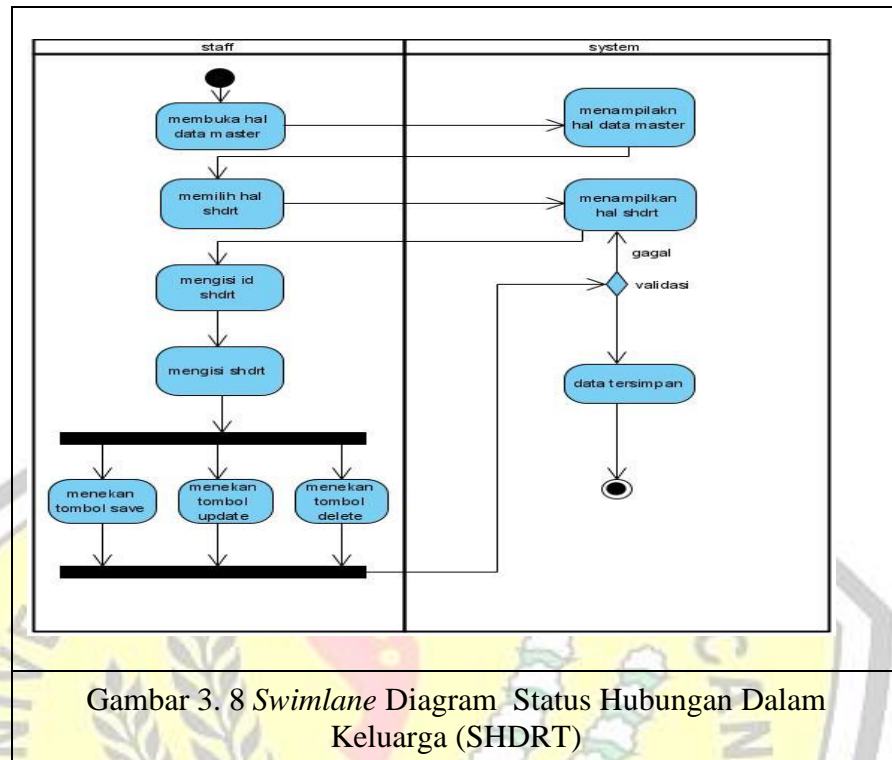 staff
system
membuka hal
data master
menampilakn
hal data master
memilih hal
shdrt
menampilkan
hal shdrt
gagal
mengisi id
shdrt
validasi
mengisi shdrt
data tersimpan
menekan
tombol save
menekan
tombol
update
menekan
tombol
delete
Gambar 3. 8 Swimlane Diagram Status Hubungan Dalam
Keluarga (SHDRT)